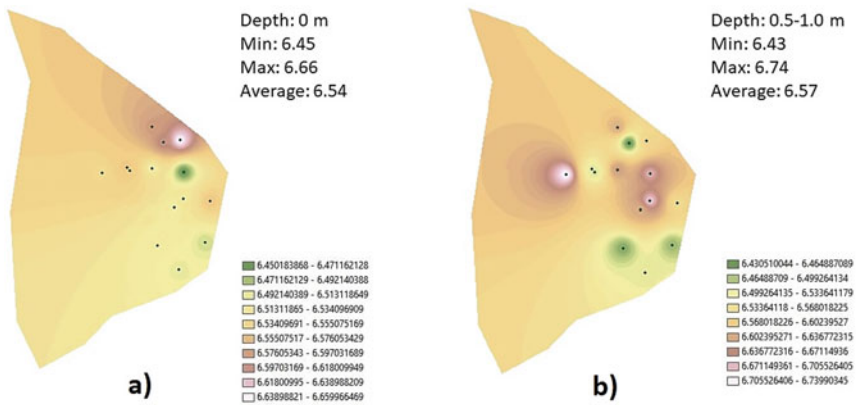 Depth: 0 m
Min: 6.45
Max: 6.66
Average: 6.54
6.450183868 - 6.471162128
6.471162129 - 6.492140388
6.492140389 - 6.513118649
6.51311865 - 6.534096909
6.53409691 - 6.555075169
6.55507517 - 6.576053429
6.57605343 - 6.597031689
6.59703169 - 6.618009949
6.61800995 - 6.638988209
6.63898821 - 6.659966469
a)
Depth: 0.5-1.0 m
Min: 6.43
Max: 6.74
Average: 6.57
6.430510044 - 6.464887089
6.46488709 - 6.499264134
6.499264135 - 6.533641179
6.53364118 - 6.568018225
6.568018226 - 6.60239527
6.602395271 - 6.636772315
6.636772316 - 6.67114936
6.671149361 - 6.705526405
6.705526406 - 6.73990345
b)